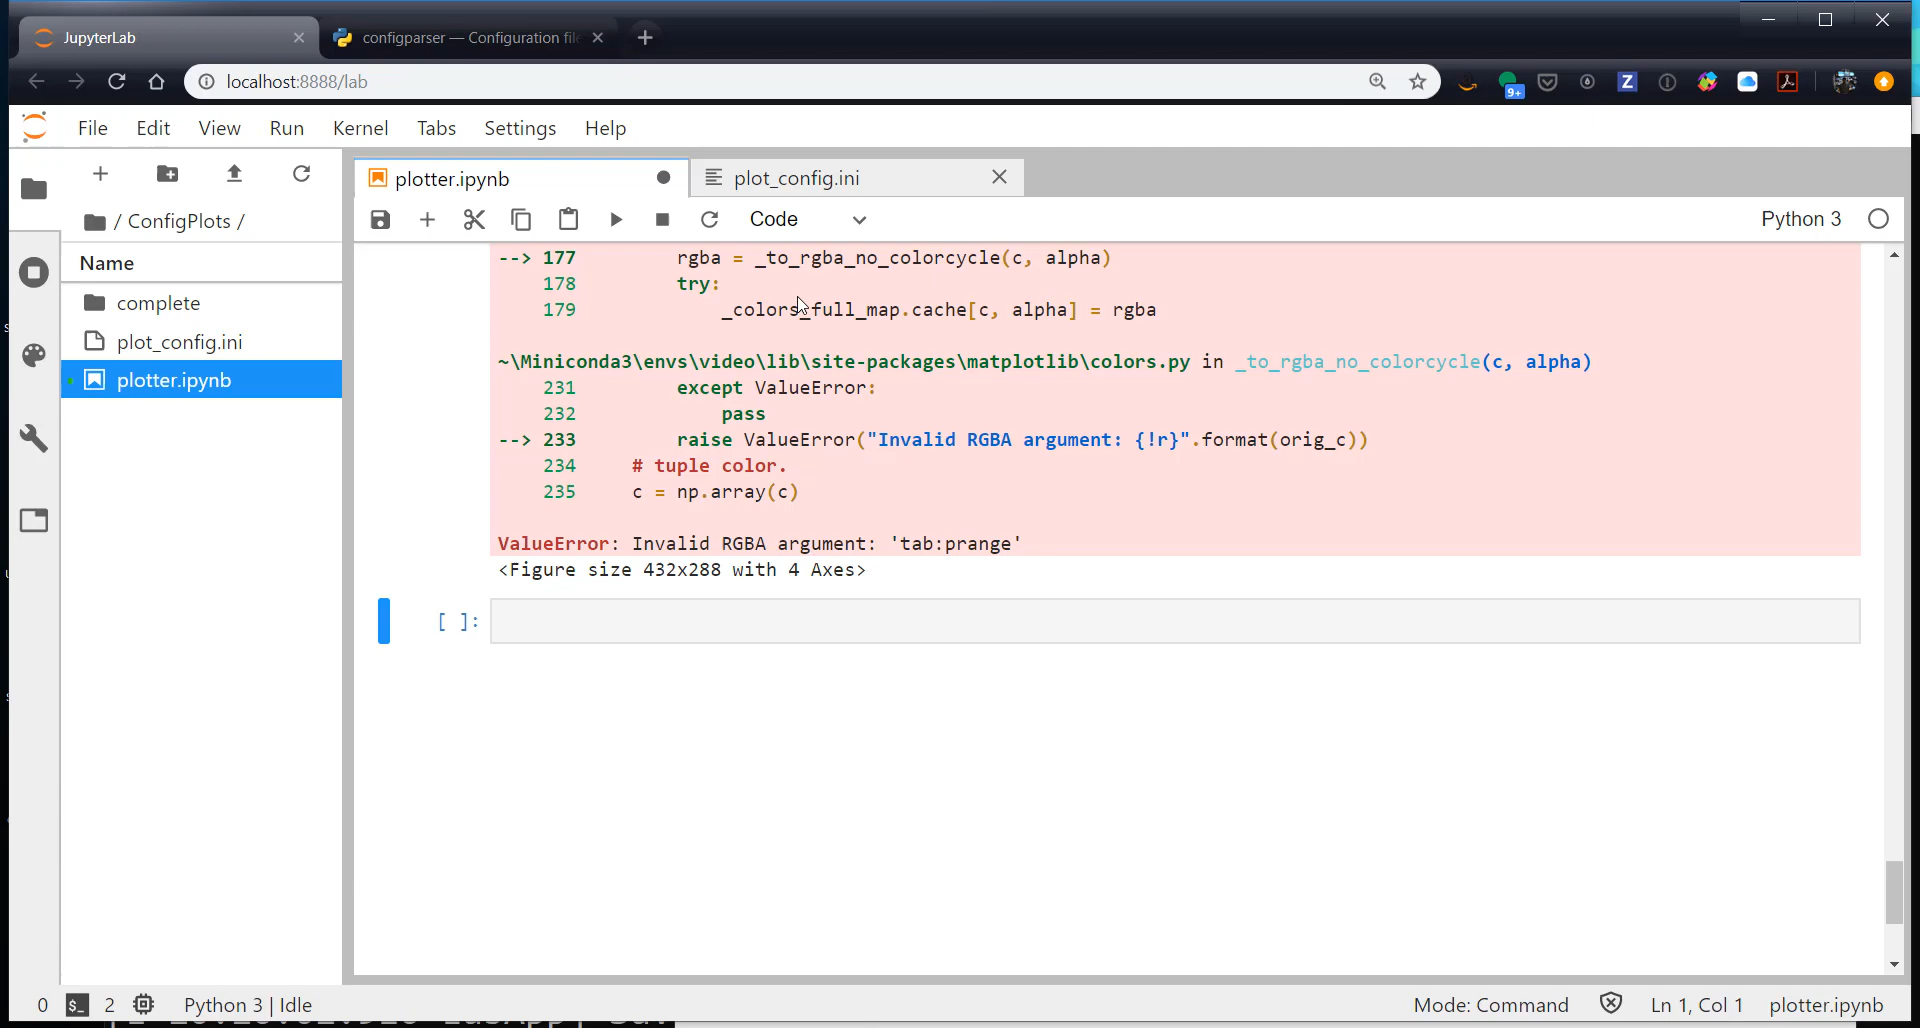 JupyterLab
configparser — Configuration file
localhost:8888/lab
9+
Z
File Edit View Run Kernel Tabs Settings Help
plotter.ipynb
plot_config.ini
/ ConfigPlots /
Code
Python 3
Name
complete
plot_config.ini
plotter.ipynb
--> 177 rgba = _to_rgba_no_colorcycle(c, alpha)
178 try:
179 _colors_full_map.cache[c, alpha] = rgba
~\Miniconda3\envs\video\lib\site-packages\matplotlib\colors.py in _to_rgba_no_colorcycle(c, alpha)
231 except ValueError:
232 pass
--> 233 raise ValueError("Invalid RGBA argument: {!r}".format(orig_c))
234 # tuple color.
235 c = np.array(c)
ValueError: Invalid RGBA argument: 'tab:prange'
<Figure size 432x288 with 4 Axes>
[ ]:
0 $_ 2 Python 3 | Idle
Mode: Command Ln 1, Col 1 plotter.ipynb